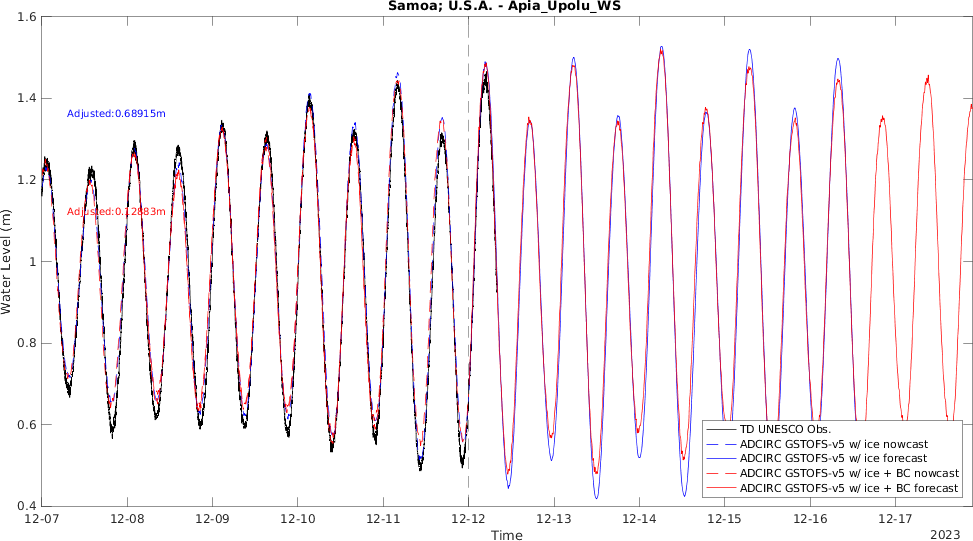 Samoa; U.S.A. - Apia_Upolu_WS
1.6
1.4
1.2
1
0.8
0.6
0.4
Water Level (m)
Adjusted:0.68915m
Adjusted:0.12883m
TD UNESCO Obs.
ADCIRC GSTOFS-v5 w/ ice nowcast
ADCIRC GSTOFS-v5 w/ ice forecast
ADCIRC GSTOFS-v5 w/ ice + BC nowcast
ADCIRC GSTOFS-v5 w/ ice + BC forecast
12-07 12-08 12-09 12-10 12-11 12-12 12-13 12-14 12-15 12-16 12-17
Time
2023